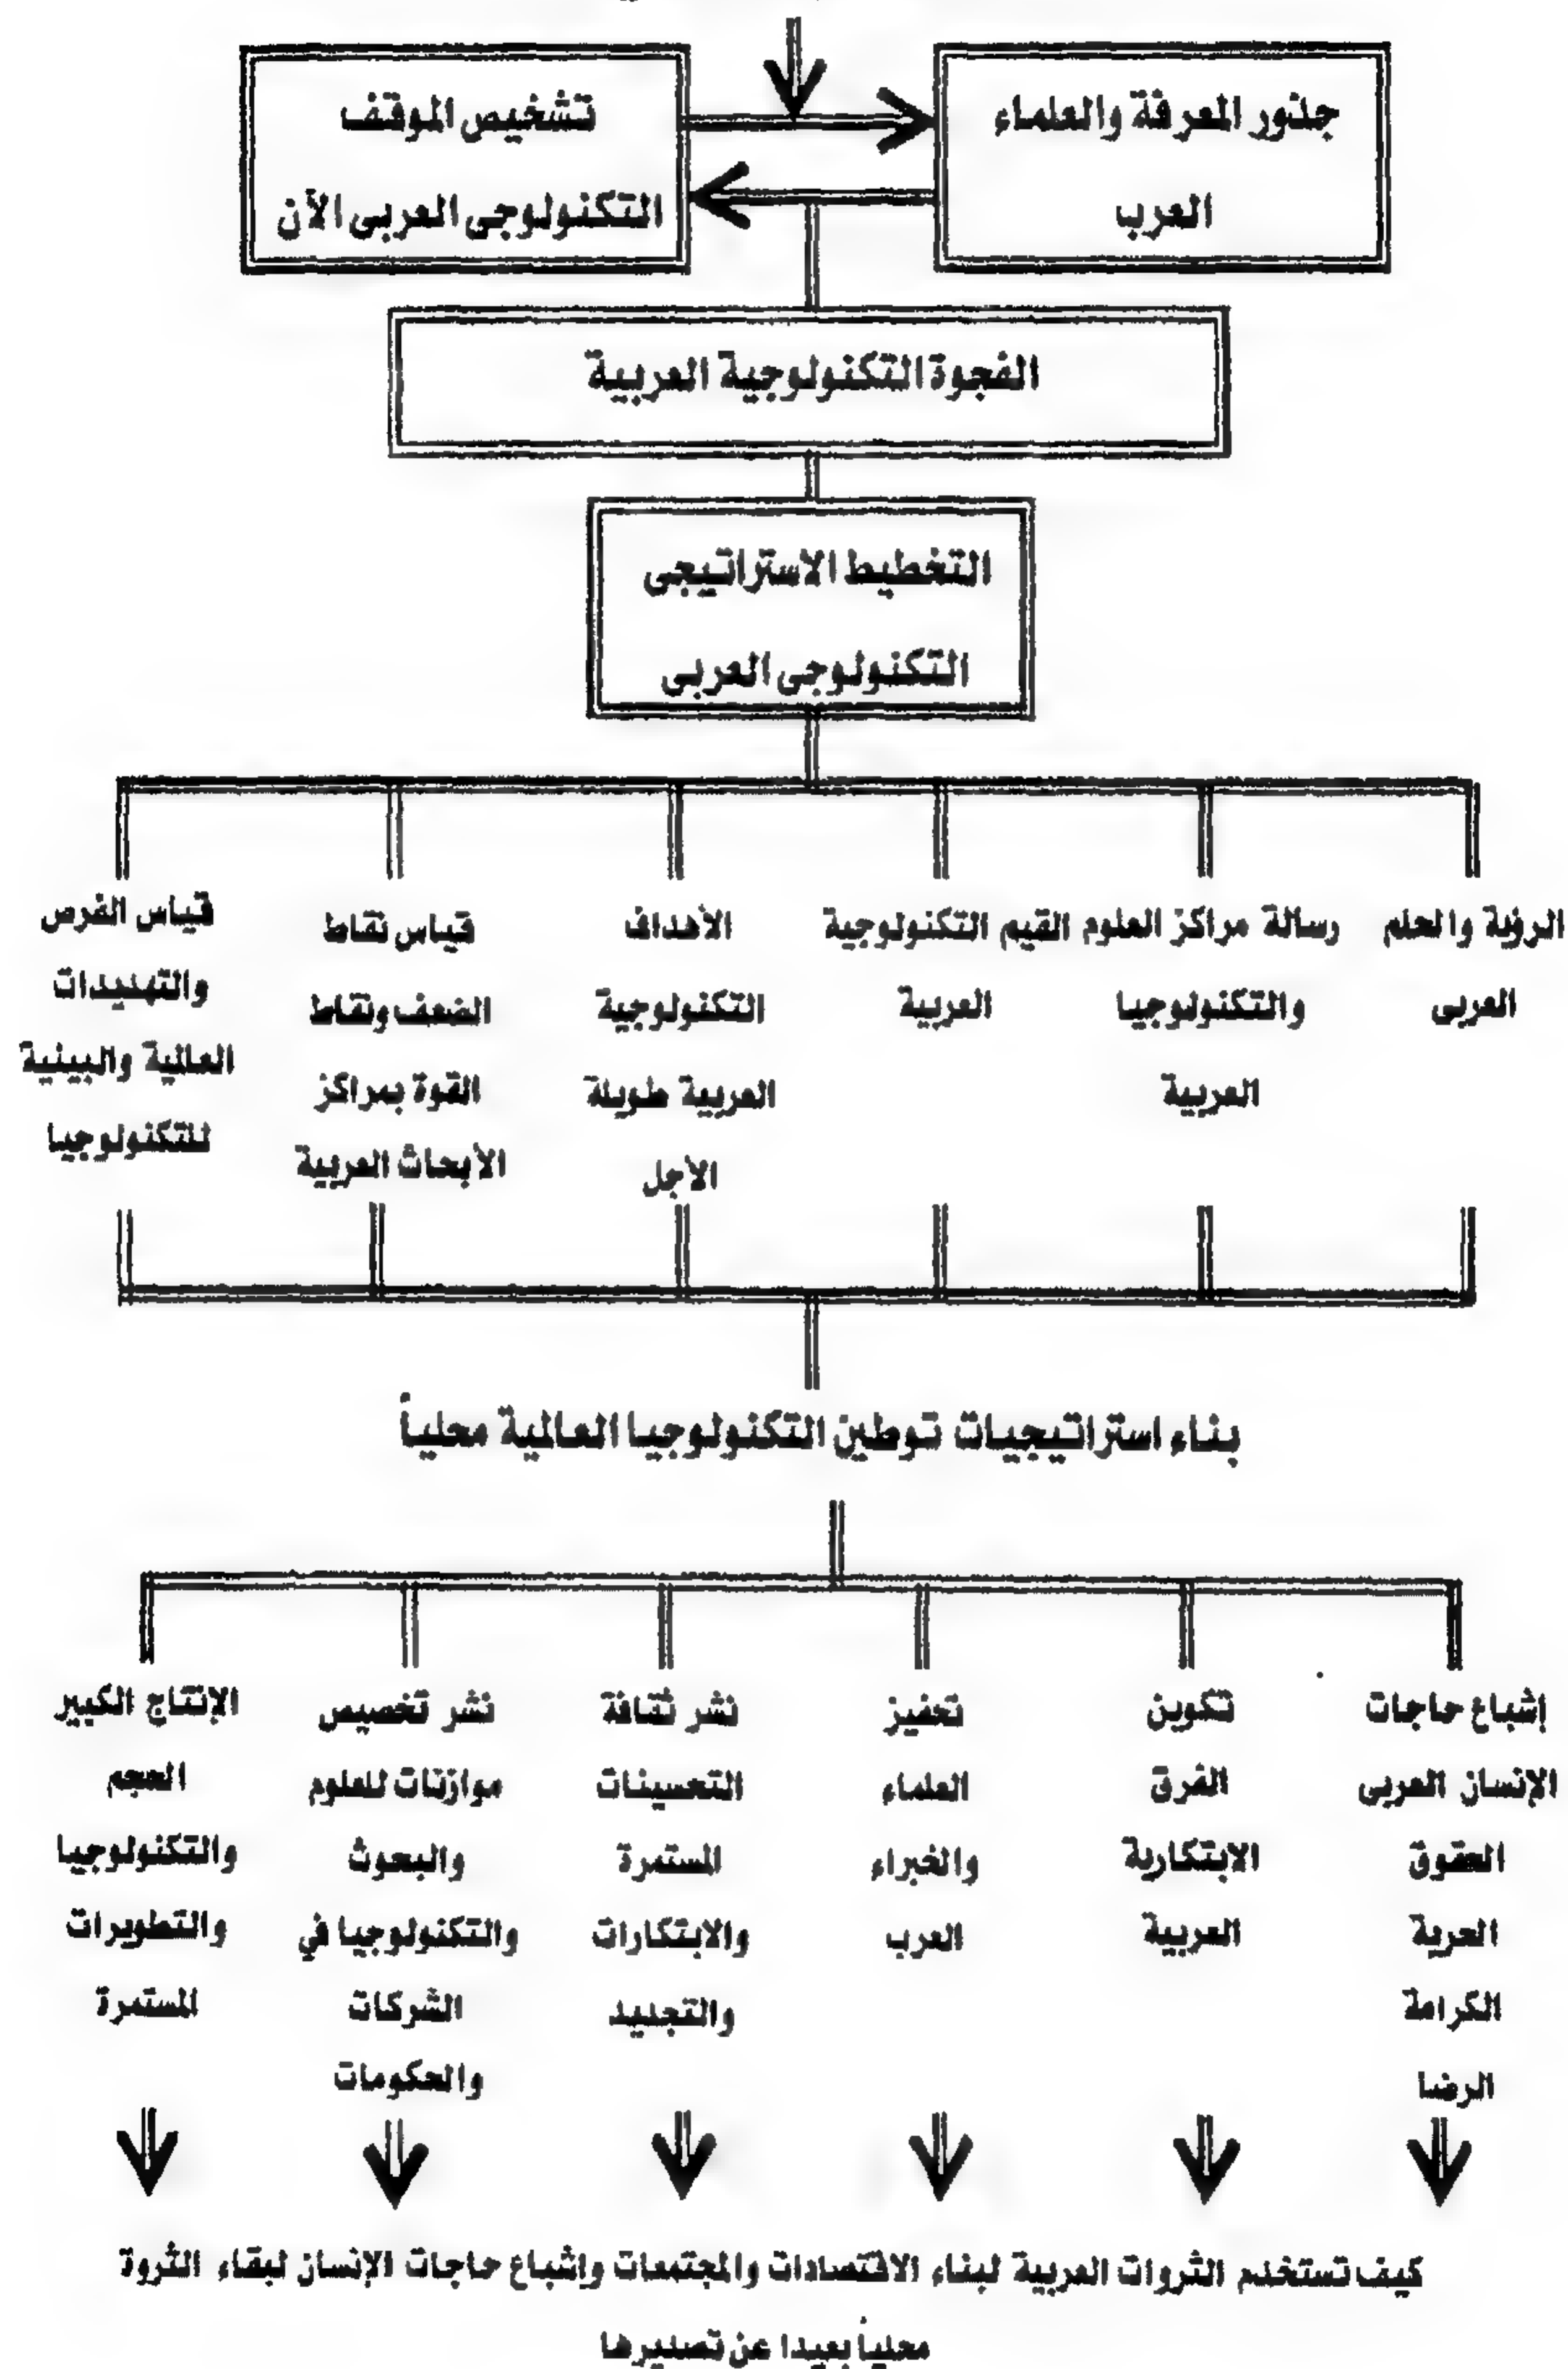 جذور المعرفة والعلماء
العرب
تشخيص الموقف
التكنولوجى العربى الآن
الفجوة التكنولوجية العربية
التخطيط الاستراتيجى
التكنولوجى العربى
الرؤية والحلم
العربى
رسالة مراكز العلوم
والتكنولوجيا
العربية
القيم التكنولوجية
العربية
الأهداف
التكنولوجية
العربية طويلة
الأجل
قياس نقاط
الضعف ونقاط
القوة بمراكز
الأبحاث العربية
قياس الفرص
والتهديدات
العالمية والبيئية
للتكنولوجيا
بناء استراتيجيات توطين التكنولوجيا العالمية محلياً
إشباع حاجات
الإنسان العربى
الحقوق
الحرية
الكرامة
الرضا
تكوين
الفرق
الابتكارية
العربية
تحفيز
العلماء
والخبراء
العرب
نشر ثقافة
التحسينات
المستمرة
والابتكارات
والتجديد
نشر تخصيص
موازنات للعلوم
والبحوث
والتكنولوجيا في
الشركات
والحكومات
الإنتاج الكبير
الحجم
والتكنولوجيا
والتطويرات
المستمرة
كيف تستخدم الثروات العربية لبناء الاقتصادات والمجتمعات واشباع حاجات الإنسان لبقاء الثروة
محلياً بعيدا عن تصديرها